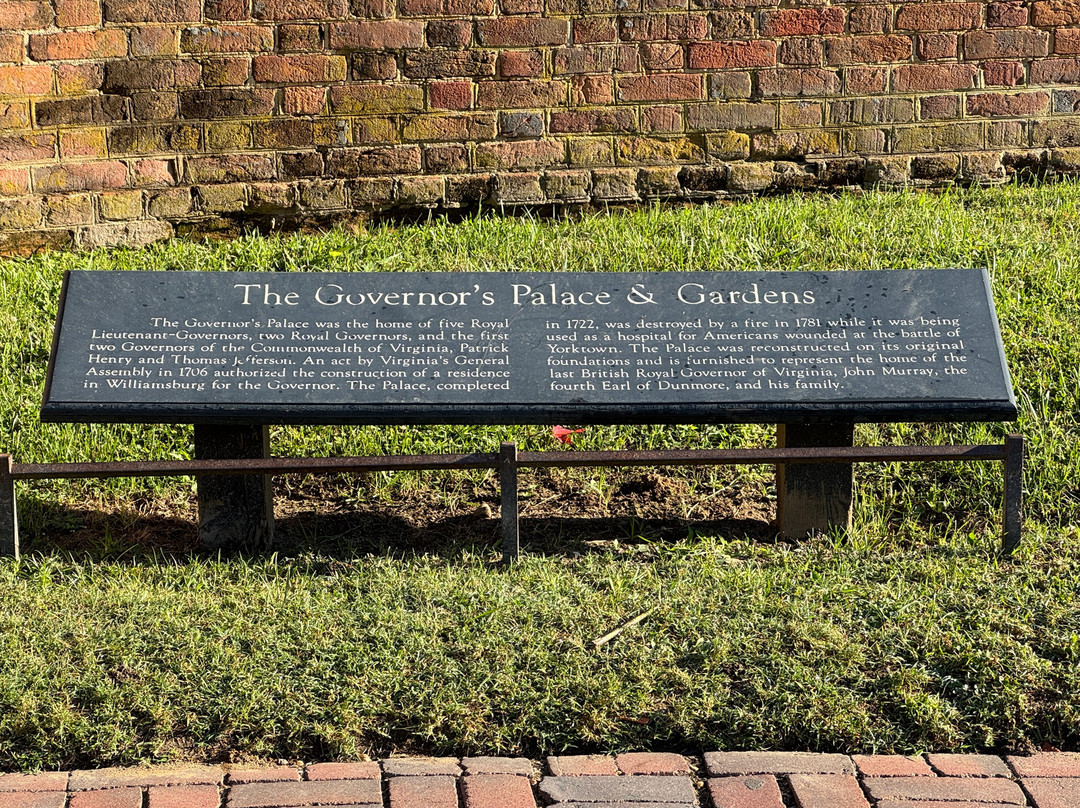 The Governor's Palace & Gardens
The Governor's Palace was the home of five Royal
Lieutenant Governors, two Royal Governors, and the first
two Governors of the Commonwealth of Virginia, Patrick
Henry and Thomas Jefferson. An act by Virginia's General
Assembly in 1706 authorized the construction of a residence
in Williamsburg for the Governor. The Palace, completed
in 1722, was destroyed by a fire in 1781 while it was being
used as a hospital for Americans wounded at the battle of
Yorktown. The Palace was reconstructed on its original
foundations and is furnished to represent the home of the
last British Royal Governor of Virginia, John Murray, the
fourth Earl of Dunmore, and his family.